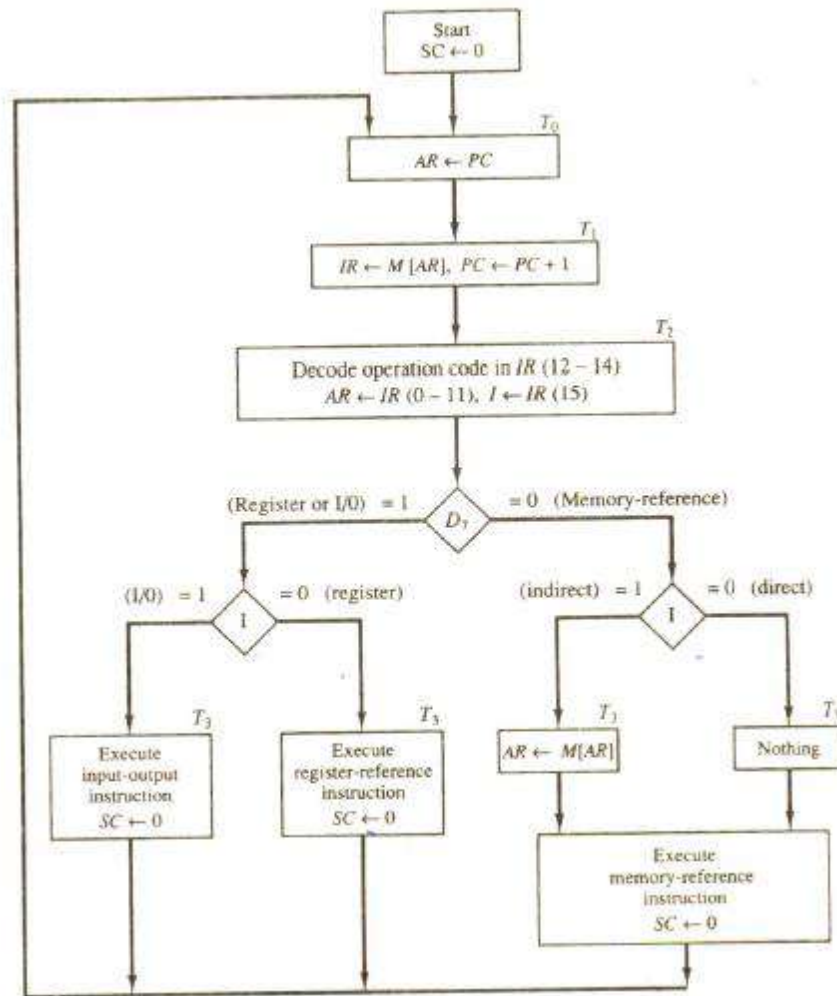 Start
SC ← 0
T₀
AR ← PC
T₁
IR ← M [AR], PC ← PC + 1
T₂
Decode operation code in IR (12 – 14)
AR ← IR (0 – 11), I ← IR (15)
(Register or I/0) = 1
D₇
= 0 (Memory-reference)
(I/0) = 1
I
= 0 (register)
(indirect) = 1
I
= 0 (direct)
T₃
Execute
input-output
instruction
SC ← 0
T₃
Execute
register-reference
instruction
SC ← 0
T₃
AR ← M[AR]
Nothing
Execute
memory-reference
instruction
SC ← 0